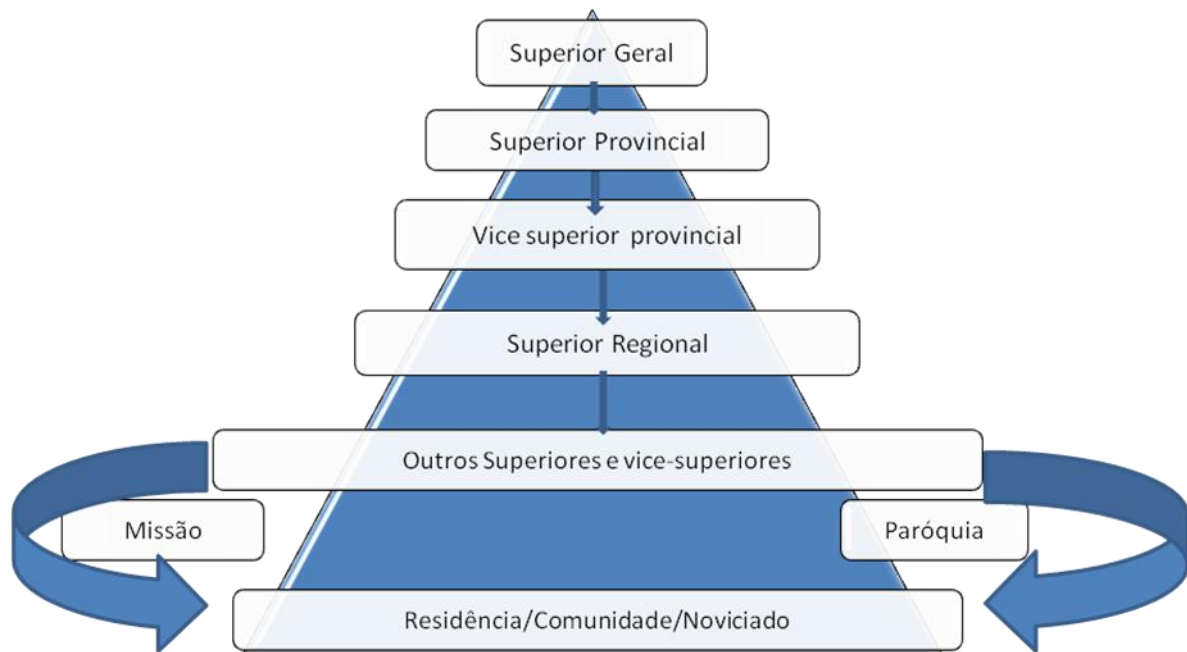 Superior Geral
Superior Provincial
Vice superior provincial
Superior Regional
Outros Superiores e vice-superiores
Missão
Paróquia
Residência/Comunidade/Noviciado